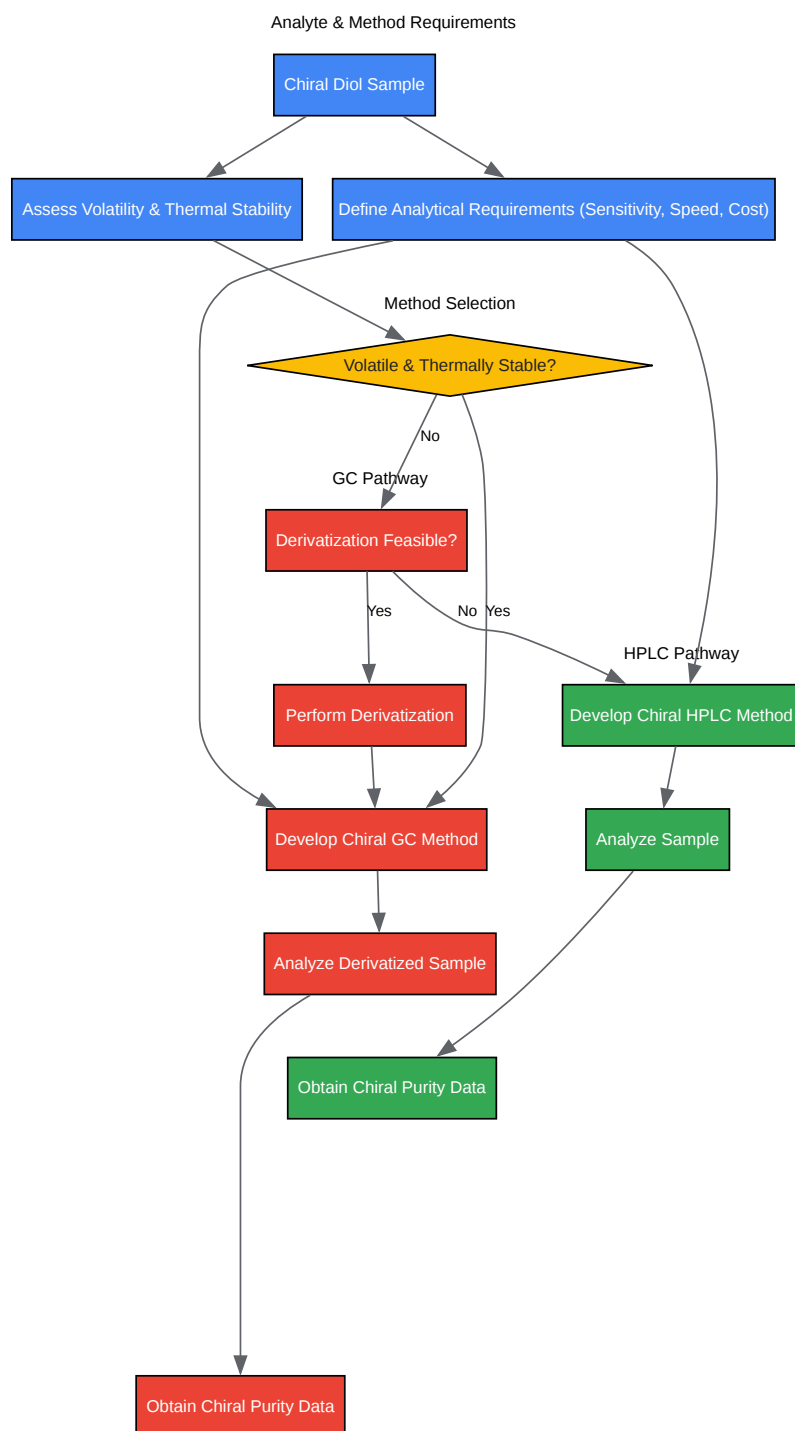 Analyte & Method Requirements
Chiral Diol Sample
Assess Volatility & Thermal Stability
Define Analytical Requirements (Sensitivity, Speed, Cost)
Method Selection
Volatile & Thermally Stable?
No
GC Pathway
Derivatization Feasible?
Yes
No
Yes
HPLC Pathway
Perform Derivatization
Develop Chiral HPLC Method
Develop Chiral GC Method
Analyze Sample
Analyze Derivatized Sample
Obtain Chiral Purity Data
Obtain Chiral Purity Data